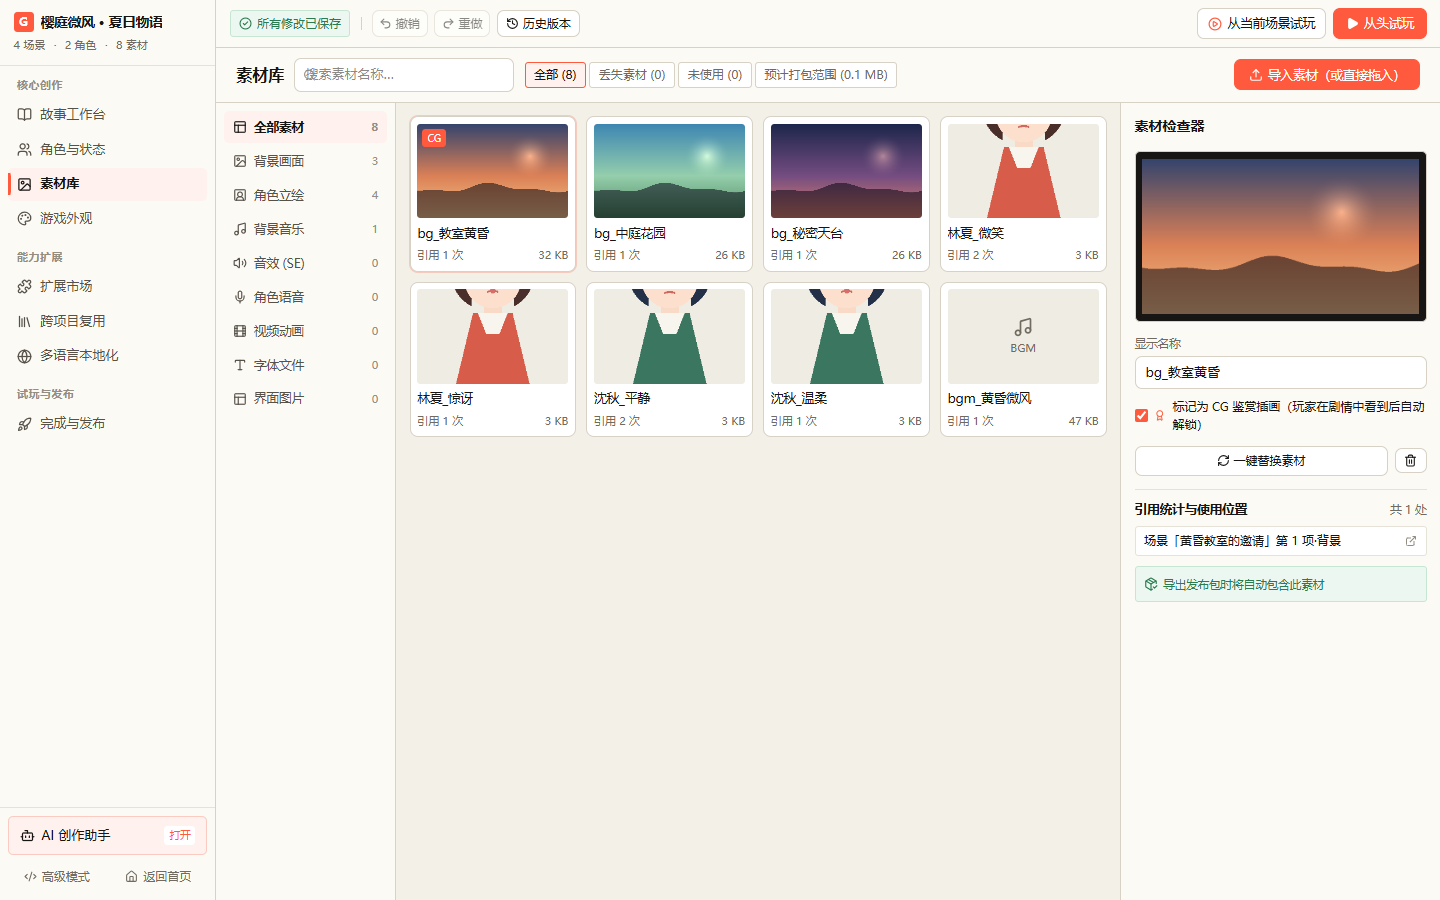 G 樱庭微风 • 夏日物语
4 场景 · 2 角色 · 8 素材
核心创作
故事工作台
角色与状态
素材库
游戏外观
能力扩展
扩展市场
跨项目复用
多语言本地化
试玩与发布
完成与发布
AI 创作助手 打开
高级模式 返回首页
所有修改已保存 撤销 重做 历史版本 从当前场景试玩 从头试玩
素材库 搜索素材名称... 全部 (8) 丢失素材 (0) 未使用 (0) 预计打包范围 (0.1 MB) 导入素材（或直接拖入）
全部素材 8
背景画面 3
角色立绘 4
背景音乐 1
音效 (SE) 0
角色语音 0
视频动画 0
字体文件 0
界面图片 0
CG
bg_教室黄昏
引用 1 次 32 KB
bg_中庭花园
引用 1 次 26 KB
bg_秘密天台
引用 1 次 26 KB
林夏_微笑
引用 2 次 3 KB
林夏_惊讶
引用 1 次 3 KB
沈秋_平静
引用 2 次 3 KB
沈秋_温柔
引用 1 次 3 KB
BGM
bgm_黄昏微风
引用 1 次 47 KB
素材检查器
显示名称
bg_教室黄昏
标记为 CG 鉴赏插画（玩家在剧情中看到后自动
解锁）
一键替换素材
引用统计与使用位置 共 1 处
场景「黄昏教室的邀请」第 1 项·背景
导出发布包时将自动包含此素材